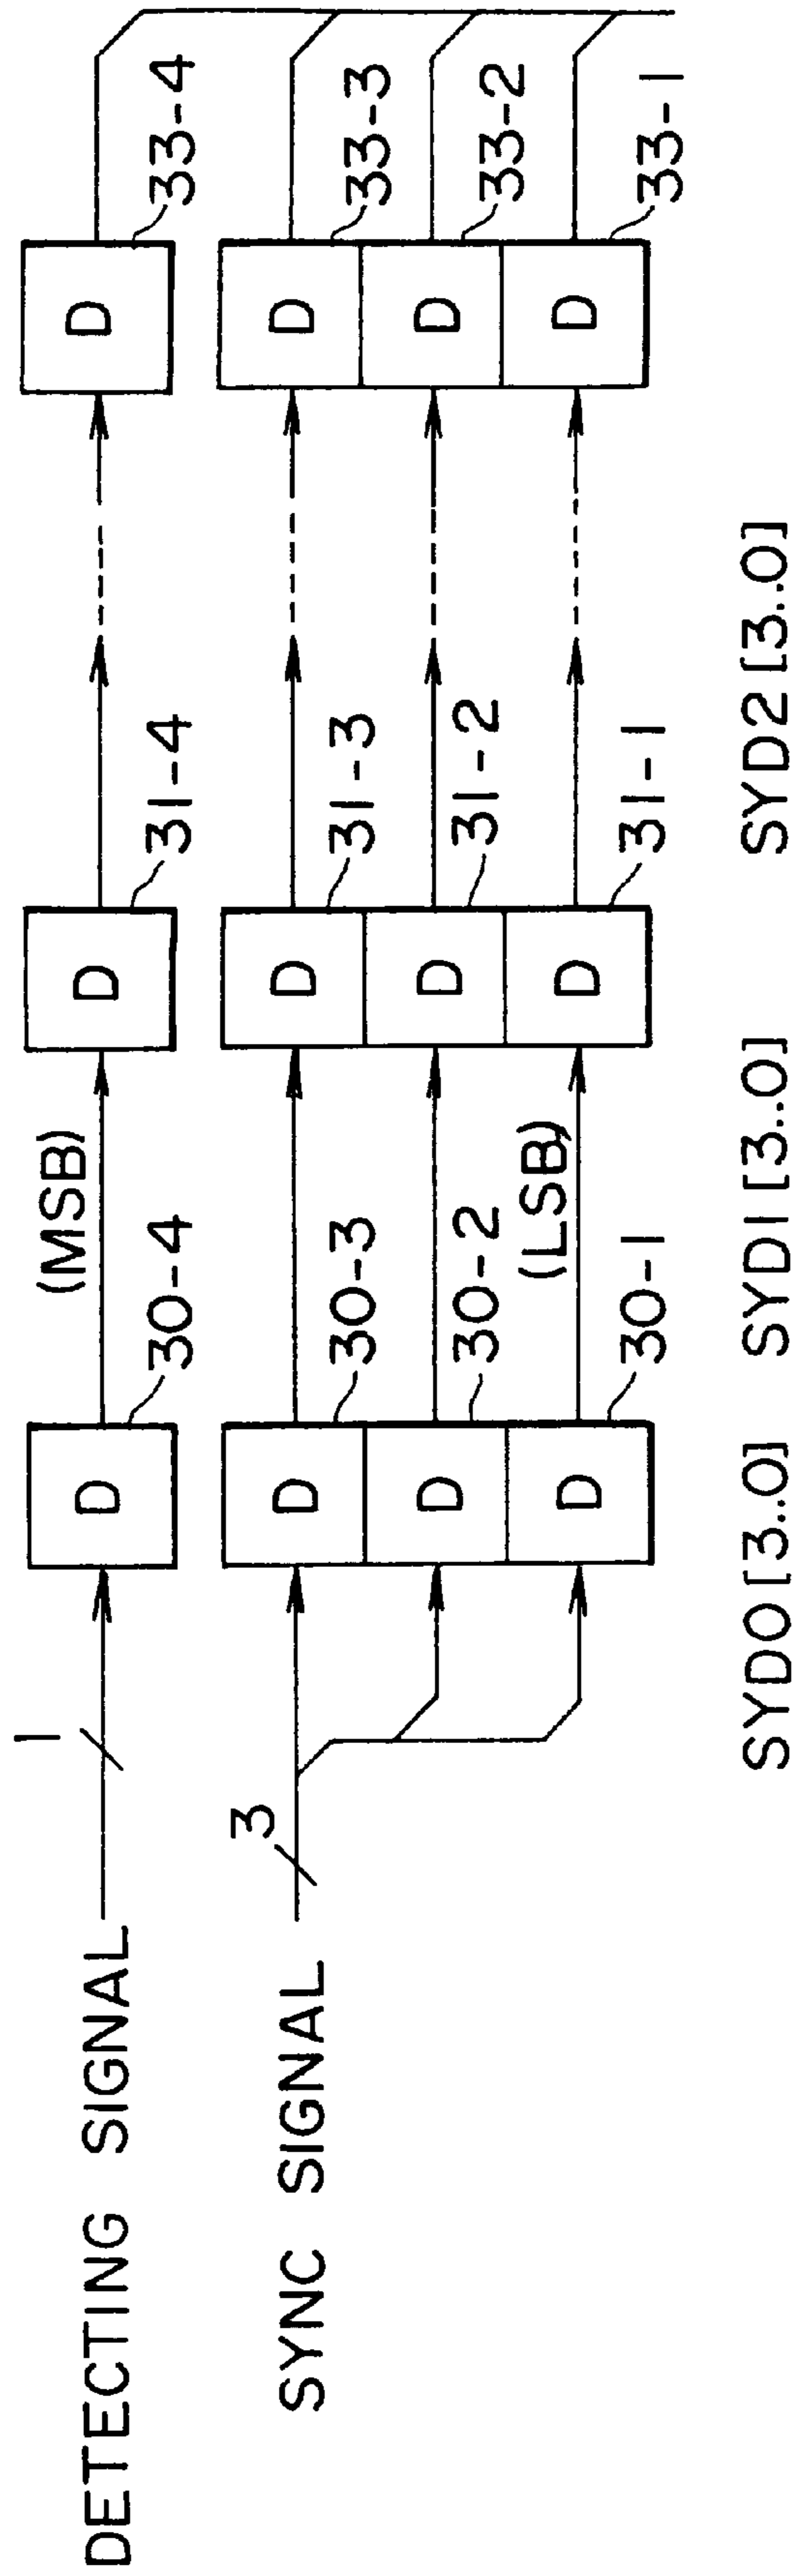 DETECTING SIGNAL
1
D
30-4
(MSB)
D
31-4
D
33-4
SYNC SIGNAL
3
D
30-3
D
31-3
D
33-3
D
30-2
D
31-2
D
33-2
D
30-1
(LSB)
D
31-1
D
33-1
SYD0 [3..0]
SYD1 [3..0]
SYD2 [3..0]